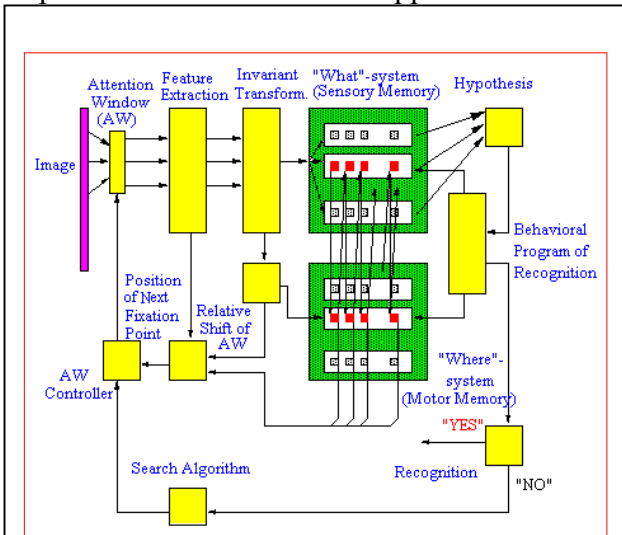 Image
Attention
Window
(AW)
Feature
Extraction
Invariant
Transform.
"What"-system
(Sensory Memory)
Hypothesis
Behavioral
Program of
Recognition
Position
of Next
Fixation
Point
Relative
Shift of
AW
AW
Controller
"Where"-
system
(Motor Memory)
"YES"
Recognition
"NO"
Search Algorithm